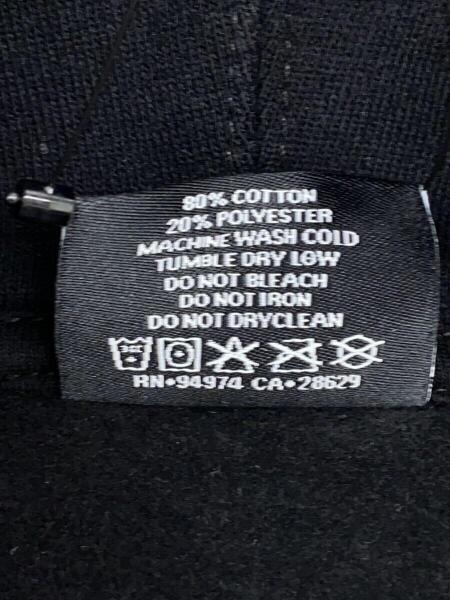 80% COTTON
20% POLYESTER
MACHINE WASH COLD
TUMBLE DRY LOW
DO NOT BLEACH
DO NOT IRON
DO NOT DRYCLEAN
RN•94974 CA•28629